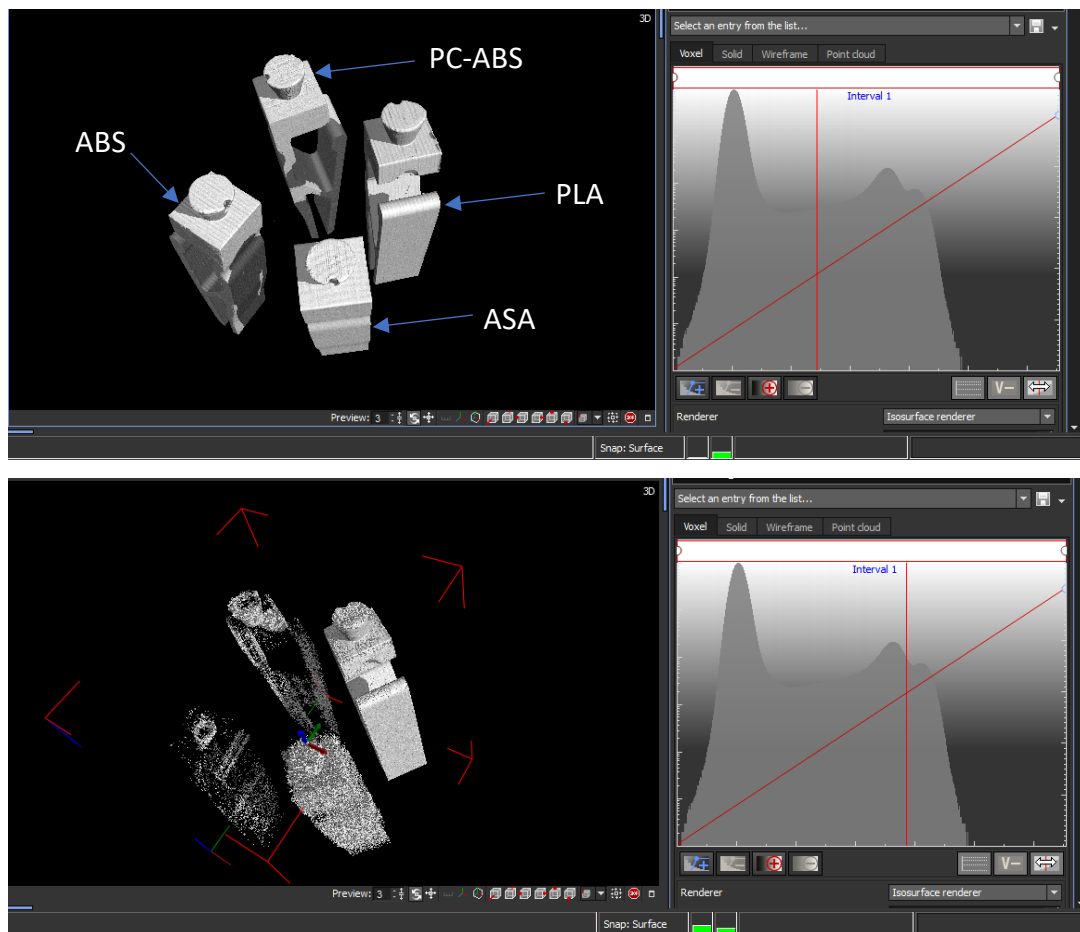 3D
Select an entry from the list...
Voxel Solid Wireframe Point cloud
Interval 1
PC-ABS
ABS
PLA
ASA
V
Renderer
Isosurface renderer
Preview: 3
Snap: Surface
3D
Select an entry from the list...
Voxel Solid Wireframe Point cloud
Interval 1
V
Renderer
Isosurface renderer
Preview: 3
Snap: Surface